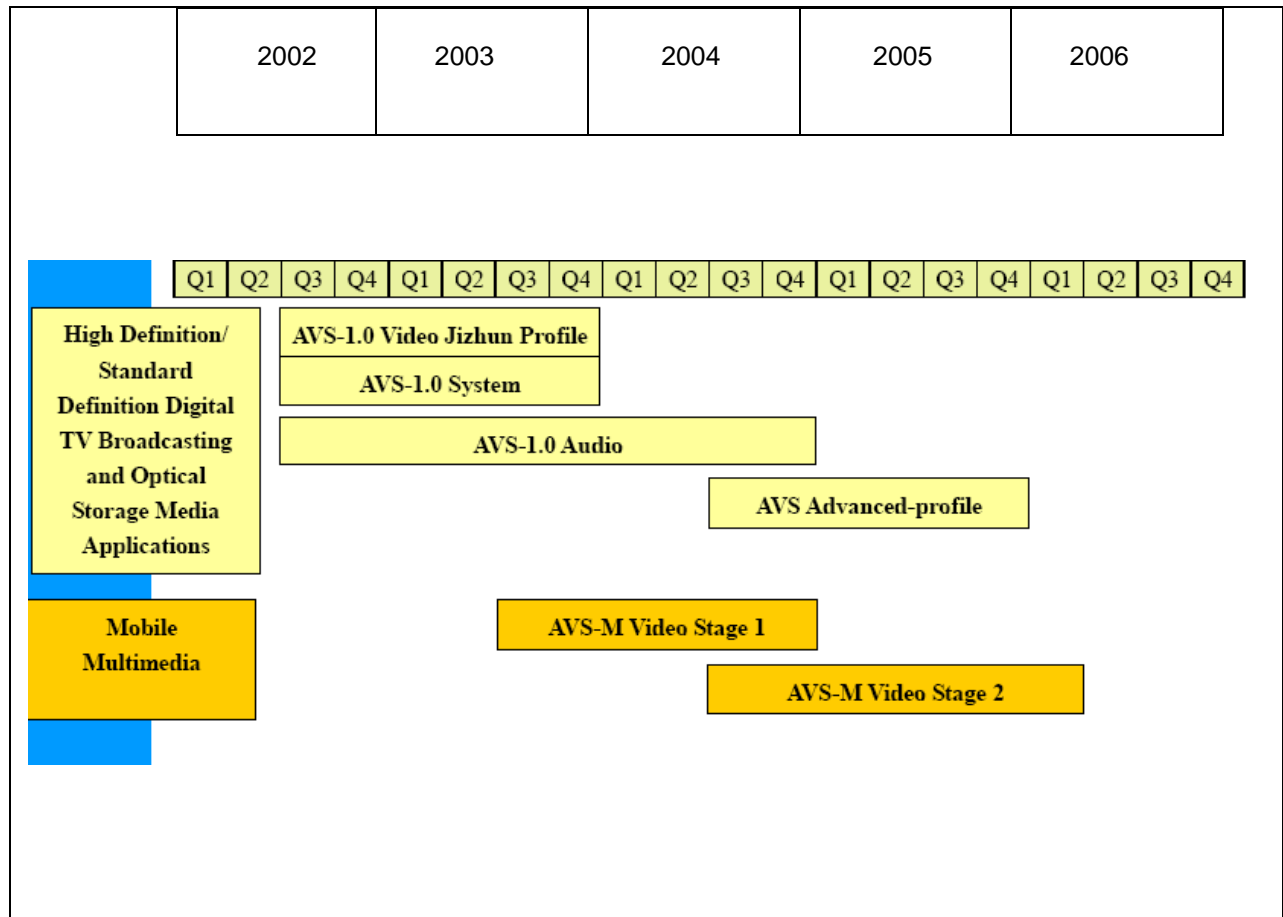 2002 2003 2004 2005 2006
Q1 Q2 Q3 Q4 Q1 Q2 Q3 Q4 Q1 Q2 Q3 Q4 Q1 Q2 Q3 Q4 Q1 Q2 Q3 Q4
High Definition/
Standard
Definition Digital
TV Broadcasting
and Optical
Storage Media
Applications
AVS-1.0 Video Jizhun Profile
AVS-1.0 System
AVS-1.0 Audio
AVS Advanced-profile
Mobile
Multimedia
AVS-M Video Stage 1
AVS-M Video Stage 2